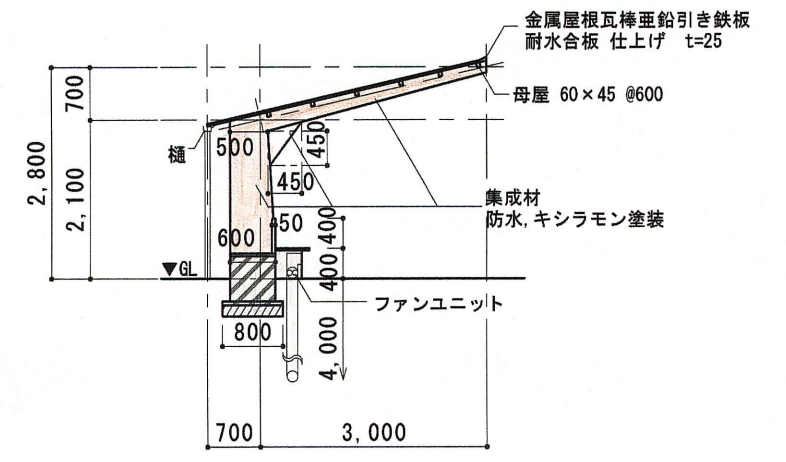 金属屋根瓦棒亜鉛引き鉄板
耐水合板 仕上げ t=25
母屋 60×45 @600
700
2,800
2,100
樋
500
450
450
集成材
防水,キシラモン塗装
600
50
400
▼GL
400
ファンユニット
800
4,000
700
3,000